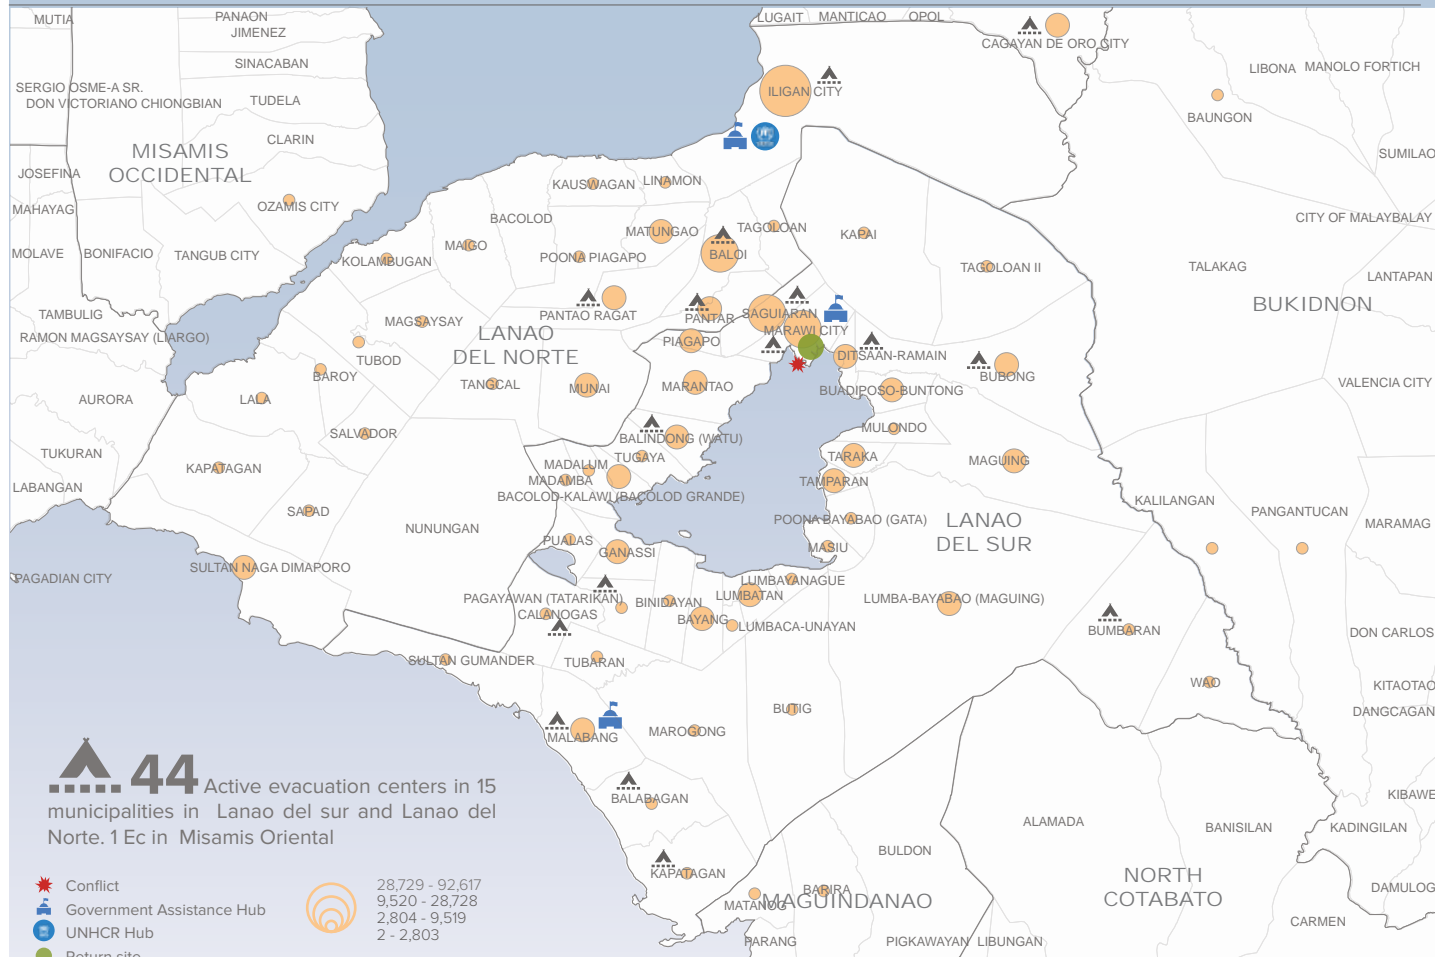 MUTIA
PANAON
JIMENEZ
LUGAIT
MANTICAO
OPOL
CAGAYAN DE ORO CITY
SINACABAN
LIBONA
MANOLO FORTICH
SERGIO OSME-A SR.
DON VICTORIANO CHIONGBIAN
TUDELA
ILIGAN CITY
BAUNGON
CLARIN
MISAMIS
OCCIDENTAL
SUMILAO
JOSEFINA
KAUSWAGAN
LINAMON
MAHAYAG
OZAMIS CITY
BACOLOD
CITY OF MALAYBALAY
MATUNGAO
TAGOLOAN
KAPAI
MAIGO
MOLAVE
BONIFACIO
TANGUB CITY
KOLAMBUGAN
POONA PIAGAPO
BALOI
TAGOLOAN II
TALAKAG
LANTAPAN
BUKIDNON
TAMBULIG
PANTAO RAGAT
PANTAR
SAGUIARAN
MAGSAYSAY
RAMON MAGSAYSAY (LIARGO)
LANAO
DEL NORTE
MARAWI CITY
PIAGAPO
TUBOD
DITSAAN-RAMAIN
BAROY
BUBONG
TANGCAL
MUNAI
MARANTAO
BUADIPOSO-BUNTONG
VALENCIA CITY
AURORA
LALA
MULONDO
SALVADOR
BALINDONG (WATU)
TUKURAN
TUGAYA
TARAKA
MAGUING
KAPATAGAN
MADALUM
MADAMBA
TAMPARAN
LABANGAN
BACOLOD-KALAWI (BACOLOD GRANDE)
KALILANGAN
SAPAD
PANGANTUCAN
MARAMAG
NUNUNGAN
POONA BAYABAO (GATA)
LANAO
DEL SUR
PUALAS
GANASSI
MASIU
SULTAN NAGA DIMAPORO
PAGADIAN CITY
LUMBAYANAGUE
PAGAYAWAN (TATARIKAN)
BINIDAYAN
LUMBATAN
LUMBA-BAYABAO (MAGUING)
CALANOGAS
BAYANG
LUMBACA-UNAYAN
BUMBARAN
DON CARLOS
SULTAN GUMANDER
TUBARAN
WAO
KITAOTAO
BUTIG
DANGCAGAN
MALABANG
MAROGONG
44 Active evacuation centers in 15
municipalities in Lanao del sur and Lanao del
Norte. 1 Ec in Misamis Oriental
BALABAGAN
KIBAWE
ALAMADA
BANISILAN
KADINGILAN
BULDON
KAPATAGAN
NORTH
COTABATO
DAMULOG
BARIRA
MATANOG
MAGUINDANAO
CARMEN
PARANG
PIGKAWAYAN
LIBUNGAN
Conflict
Government Assistance Hub
UNHCR Hub
Return site
28,729 - 92,617
9,520 - 28,728
2,804 - 9,519
2 - 2,803